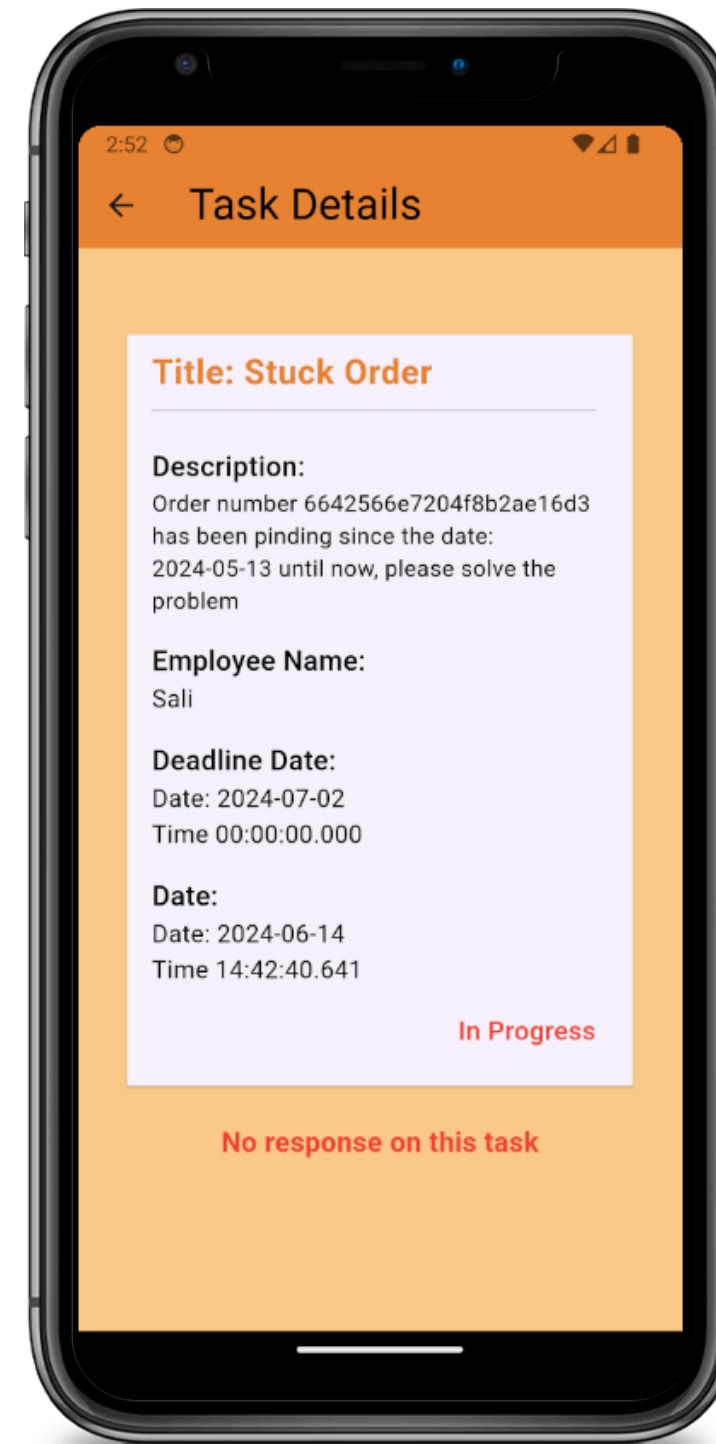 2:52
Task Details
Title: Stuck Order
Description:
Order number 6642566e7204f8b2ae16d3
has been pinding since the date:
2024-05-13 until now, please solve the
problem
Employee Name:
Sali
Deadline Date:
Date: 2024-07-02
Time 00:00:00.000
Date:
Date: 2024-06-14
Time 14:42:40.641
In Progress
No response on this task